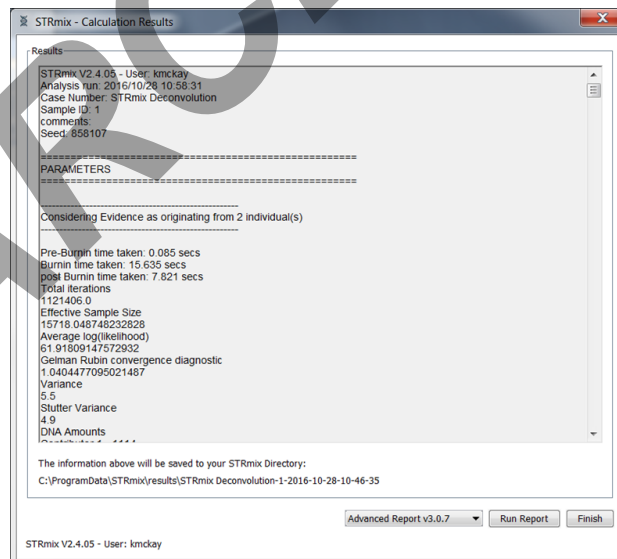 STRmix - Calculation Results
Results
STRmix V2.4.05 - User: kmckay
Analysis run: 2016/10/28 10:58:31
Case Number: STRmix Deconvolution
Sample ID: 1
comments:
Seed: 858107
=====================================================
PARAMETERS
=====================================================
--------------------------------------------------
Considering Evidence as originating from 2 individual(s)
--------------------------------------------------
Pre-Burnin time taken: 0.085 secs
Burnin time taken: 15.635 secs
post Burnin time taken: 7.821 secs
Total iterations
1121406.0
Effective Sample Size
15718.048748232828
Average log(likelihood)
61.91809147572932
Gelman Rubin convergence diagnostic
1.0404477095021487
Variance
5.5
Stutter Variance
4.9
DNA Amounts
The information above will be saved to your STRmix Directory:
C:\ProgramData\STRmix\results\STRmix Deconvolution-1-2016-10-28-10-46-35
Advanced Report v3.0.7 Run Report Finish
STRmix V2.4.05 - User: kmckay